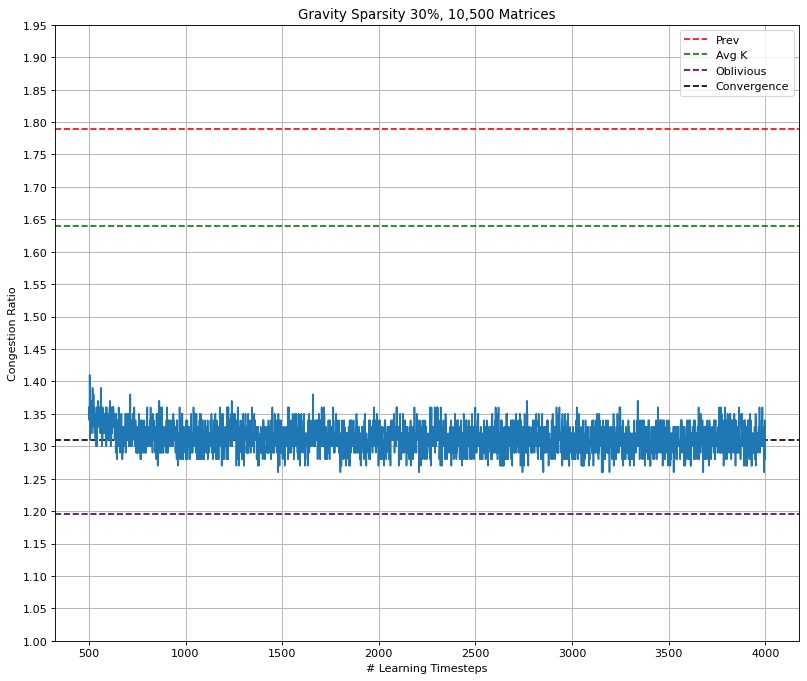 Gravity Sparsity 30%, 10,500 Matrices
Prev
Avg K
Oblivious
Convergence
Congestion Ratio
1.95
1.90
1.85
1.80
1.75
1.70
1.65
1.60
1.55
1.50
1.45
1.40
1.35
1.30
1.25
1.20
1.15
1.10
1.05
1.00
500 1000 1500 2000 2500 3000 3500 4000
# Learning Timesteps